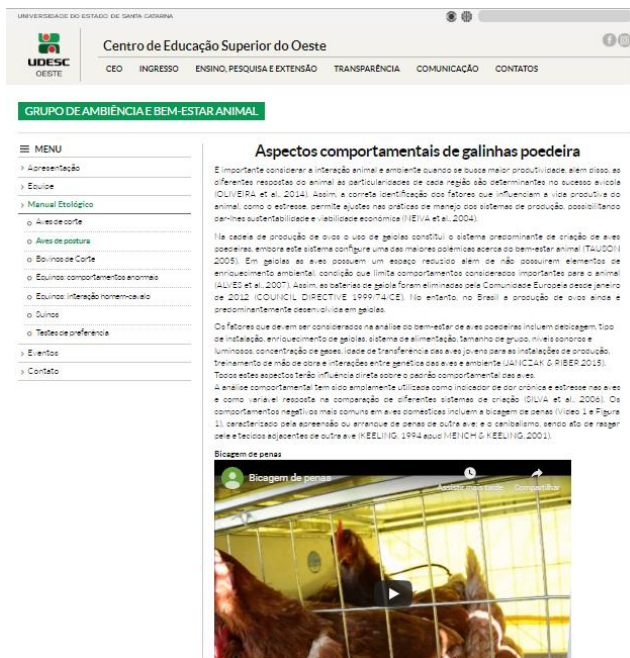 UNIVERSIDADE DO ESTADO DE SANTA CATARINA
UDESC
OESTE
Centro de Educação Superior do Oeste
CEO INGRESSO ENSINO, PESQUISA E EXTENSÃO TRANSPARÊNCIA COMUNICAÇÃO CONTATOS
GRUPO DE AMBIÊNCIA E BEM-ESTAR ANIMAL
MENU
Apresentação
Equipe
Manual Etológico
Aves de corte
Aves de postura
Bovinos de Corte
Equinos: comportamentos anormais
Equinos: interação homem-cavalo
Suínos
Testes de preferência
Eventos
Contato
Aspectos comportamentais de galinhas poedeira
É importante considerar a interação animal e ambiente quando se busca maior produtividade, além disso, as
diferentes respostas do animal às particularidades de cada região são determinantes no sucesso avícola
(OLIVEIRA et al., 2014). Assim, a correta identificação dos fatores que influenciam a vida produtiva do
animal, como o estresse, permite ajustes nas práticas de manejo dos sistemas de produção, possibilitando
dar-lhes sustentabilidade e viabilidade econômica (NEIVA et al., 2004).
Na cadeia de produção de ovos o uso de gaiolas constitui o sistema predominante de criação de aves
poedeiras, embora este sistema configure uma das maiores polêmicas acerca do bem-estar animal (TAUSON
2005). Em gaiolas as aves possuem um espaço reduzido além de não possuírem elementos de
enriquecimento ambiental, condição que limita comportamentos considerados importantes para o animal
(ALVES et al., 2007). Assim, as baterias de gaiola foram eliminadas pela Comunidade Europeia desde janeiro
de 2012 (COUNCIL DIRECTIVE 1999/74/CE). No entanto, no Brasil a produção de ovos ainda é
predominantemente desenvolvida em gaiolas.
Os fatores que devem ser considerados na análise do bem-estar de aves poedeiras incluem debicagem, tipo
de instalação, enriquecimento de gaiolas, sistema de alimentação, tamanho de grupo, níveis sonoros e
luminosos, concentração de gases, idade de transferência das aves jovens para as instalações de produção,
treinamento de mão de obra e interações entre genética das aves e ambiente (JANCZAK & RIBER 2015).
Todos estes aspectos terão influência direta sobre o padrão comportamental das aves.
A análise comportamental tem sido amplamente utilizada como indicador de dor crônica e estresse nas aves
e como variável resposta na comparação de diferentes sistemas de criação (SILVA et al., 2006). Os
comportamentos negativos mais comuns em aves domésticas incluem a bicagem de penas (Vídeo 1 e Figura
1), caracterizado pela apreensão ou arranque de penas de outra ave; e o canibalismo, sendo ato de rasgar
pele e tecidos adjacentes de outra ave (KEELING, 1994 apud MENCH & KEELING, 2001).
Bicagem de penas
Bicagem de penas
Assistir mais tarde Compartilhar